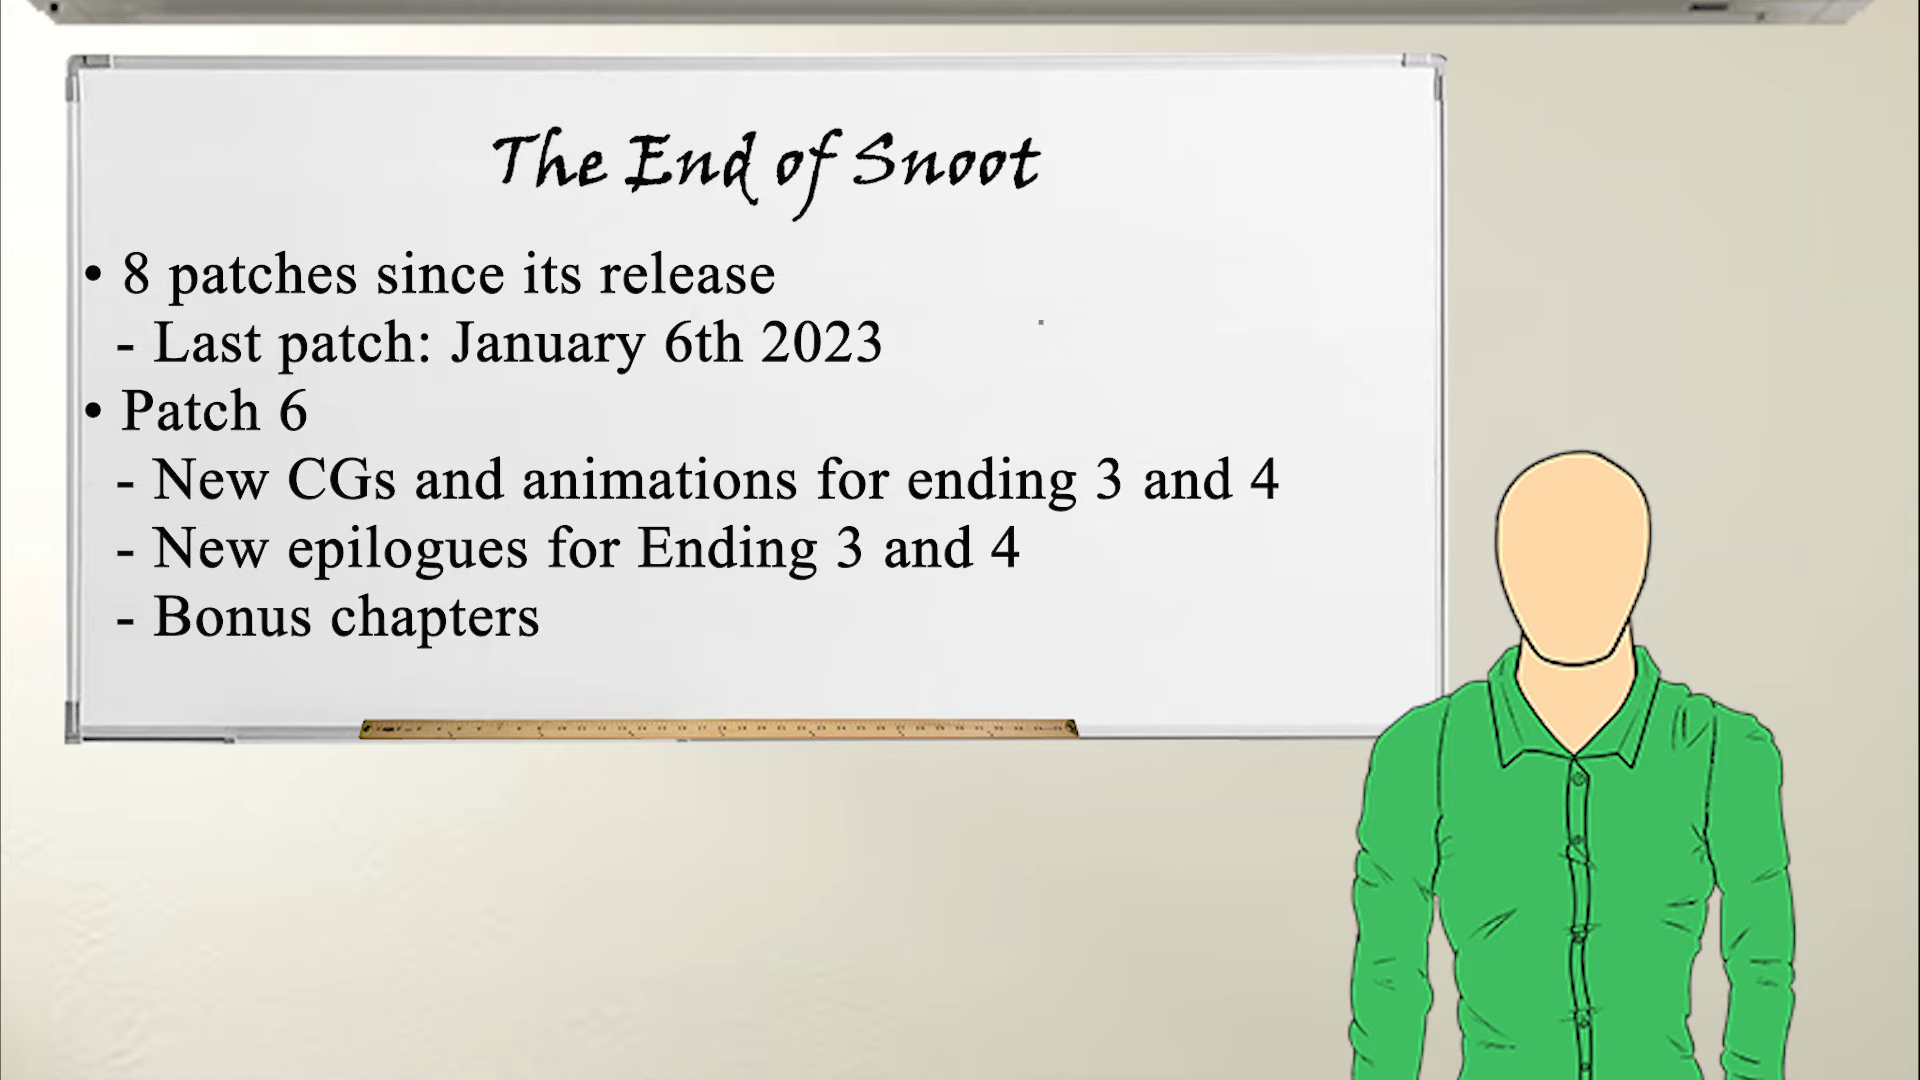 The End of Snoot
• 8 patches since its release
- Last patch: January 6th 2023
• Patch 6
- New CGs and animations for ending 3 and 4
- New epilogues for Ending 3 and 4
- Bonus chapters